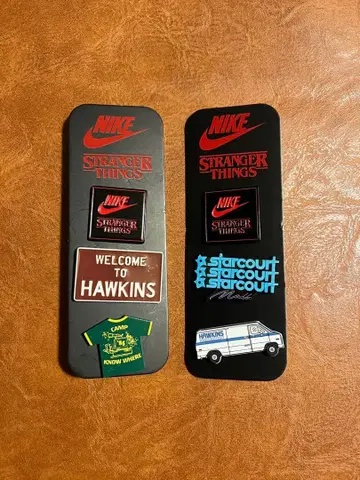 NIKE
STRANGER
THINGS
NIKE
STRANGER
THINGS
WELCOME
TO
HAWKINS
CAMP
KNOW WHERE
NIKE
STRANGER
THINGS
NIKE
STRANGER
THINGS
starcourt
starcourt
starcourt
HAWKINS